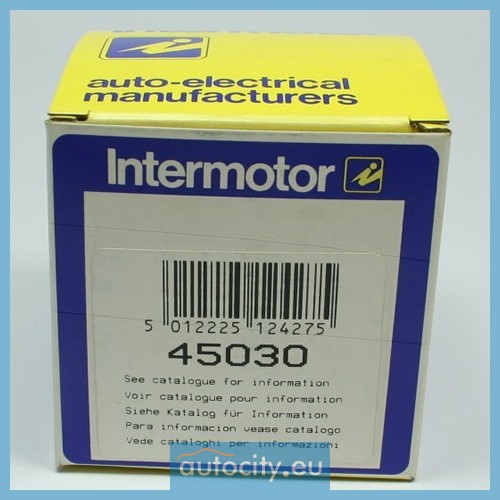 auto-electrical
manufacturers
Intermotor
5 012225 124275
45030
See catalogue for information
Voir catalogue pour information
Siehe Katalog für Information
Para informacion vease catalogo
Vede cataloghi per informazioni
autocity.eu